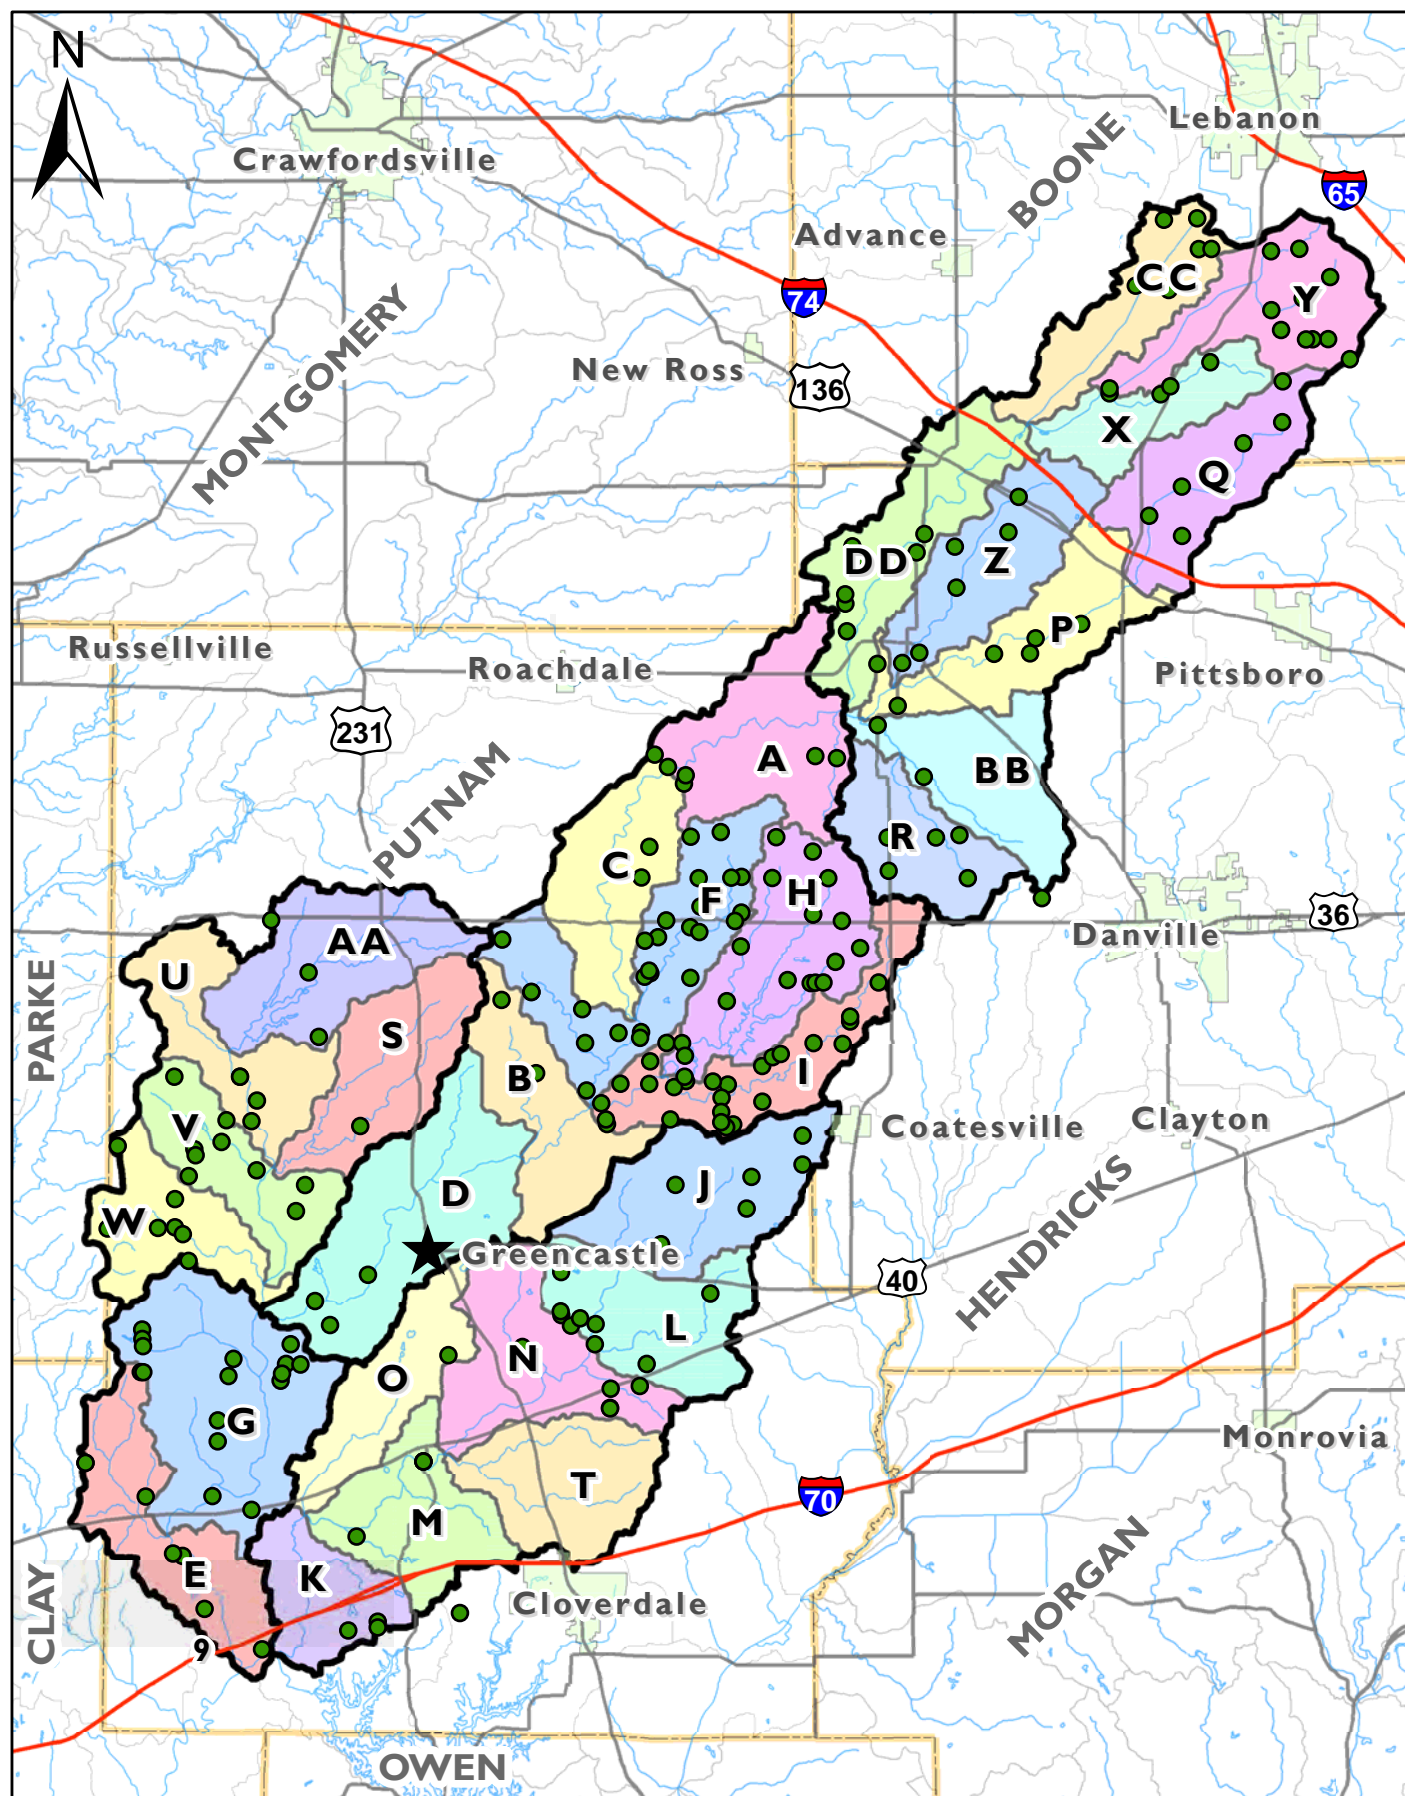 N
Lebanon
BOONE
Crawfordsville
65
Advance
CC
74
Y
MONTGOMERY
New Ross
136
X
Q
DD
Z
P
Russellville
Roachdale
Pittsboro
231
A
BB
PUTNAM
R
C
H
F
36
AA
Danville
U
PARKE
S
I
B
Coatesville
Clayton
V
J
D
W
HENDRICKS
Greencastle
40
L
N
O
G
Monrovia
T
70
M
E
K
CLAY
Cloverdale
MORGAN
9
OWEN